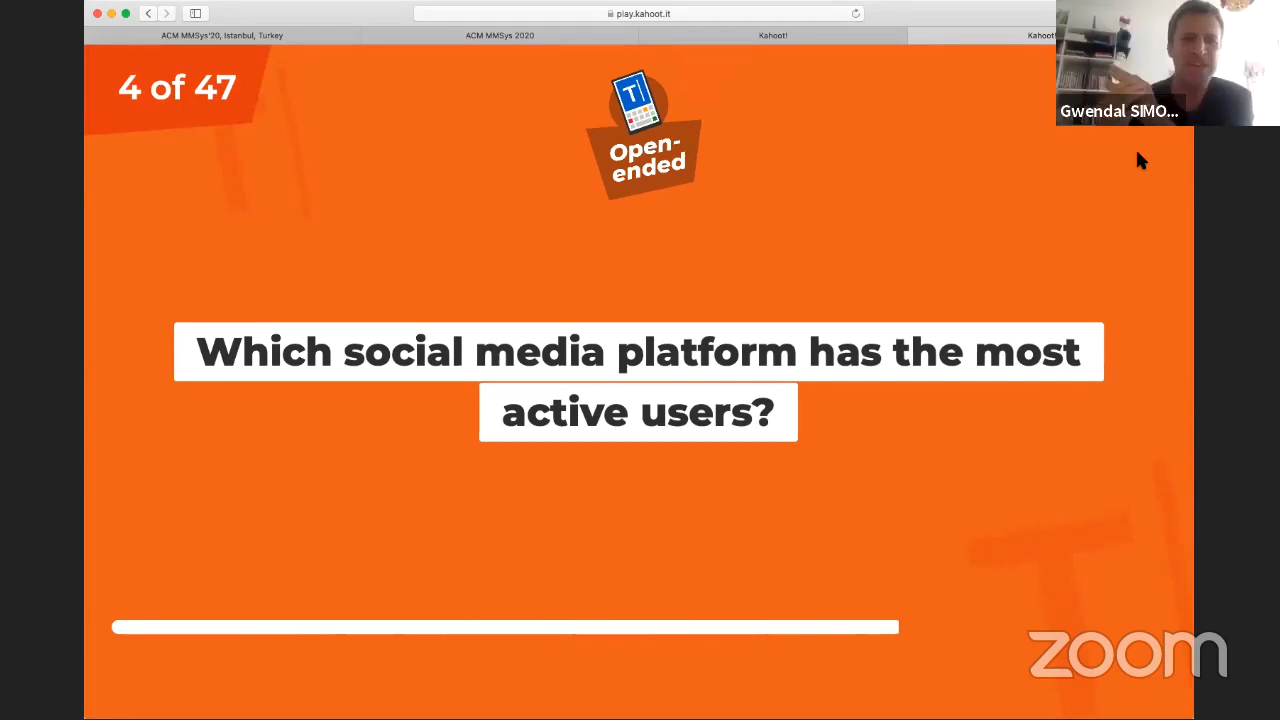 play.kahoot.it
ACM MMSys'20, Istanbul, Turkey
ACM MMSys 2020
Kahoot!
Kahoot!
4 of 47
Gwendal SIMO...
T
Open-
ended
Which social media platform has the most
active users?
zoom